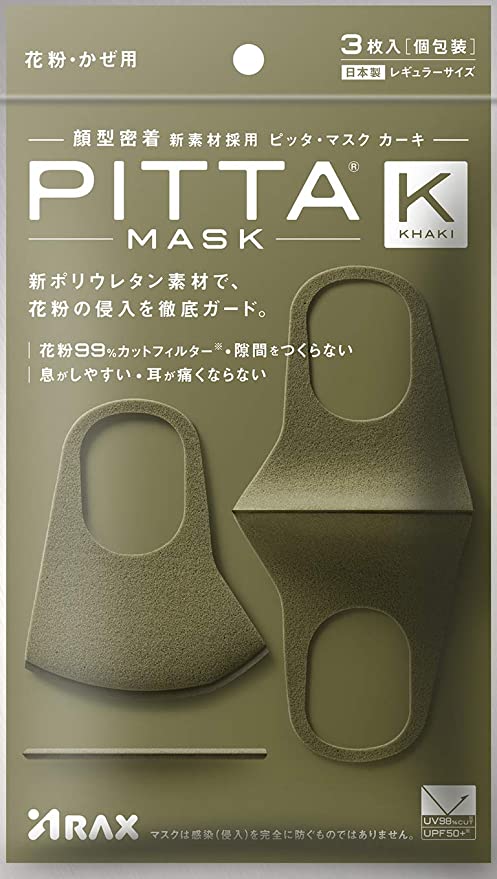 花粉・かぜ用
3枚入[個包装]
日本製 レギュラーサイズ
顔型密着 新素材採用 ピッタ・マスク カーキ
PITTA® K
MASK KHAKI
新ポリウレタン素材で、
花粉の侵入を徹底ガード。
花粉99%カットフィルター※・隙間をつくらない
息がしやすい・耳が痛くならない
ARAX
マスクは感染(侵入)を完全に防ぐものではありません。
UV98%CUT
UPF50+※